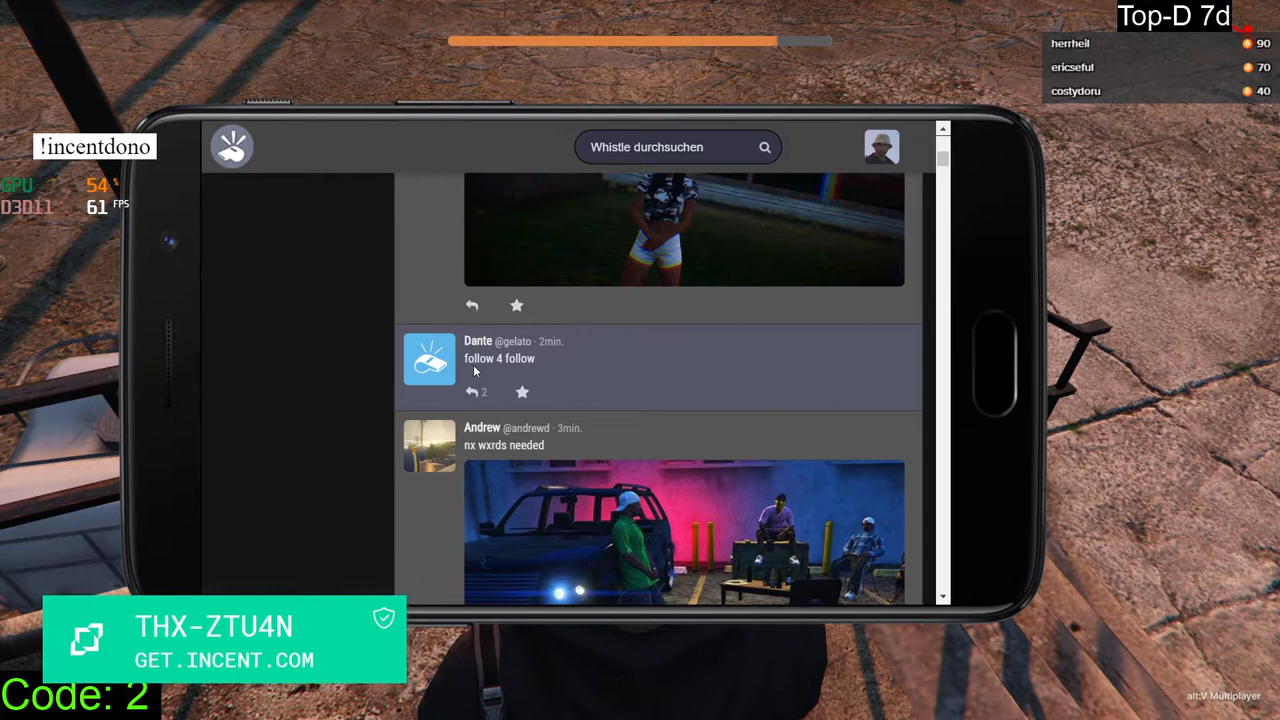 Top-D 7d
herrheil 90
ericseful 70
costydoru 40
!incentdono
GPU 54 %
D3D11 61 FPS
Whistle durchsuchen
Dante @gelato · 2min.
follow 4 follow
2
Andrew @andrewd · 3min.
nx wxrds needed
THX-ZTU4N
GET.INCENT.COM
Code: 2
alt:V Multiplayer